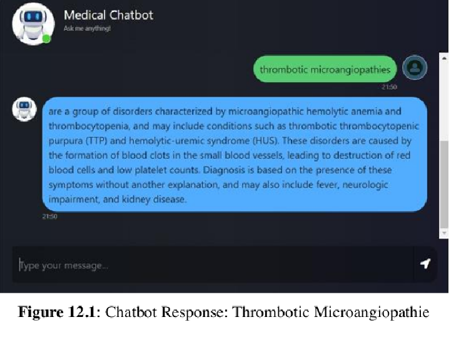 Medical Chatbot
Ask me anything!
thrombotic microangiopathies
21:50
are a group of disorders characterized by microangiopathic hemolytic anemia and
thrombocytopenia, and may include conditions such as thrombotic thrombocytopenic
purpura (TTP) and hemolytic-uremic syndrome (HUS). These disorders are caused by
the formation of blood clots in the small blood vessels, leading to destruction of red
blood cells and low platelet counts. Diagnosis is based on the presence of these
symptoms without another explanation, and may also include fever, neurologic
impairment, and kidney disease.
21:50
Type your message...
Figure 12.1: Chatbot Response: Thrombotic Microangiopathie